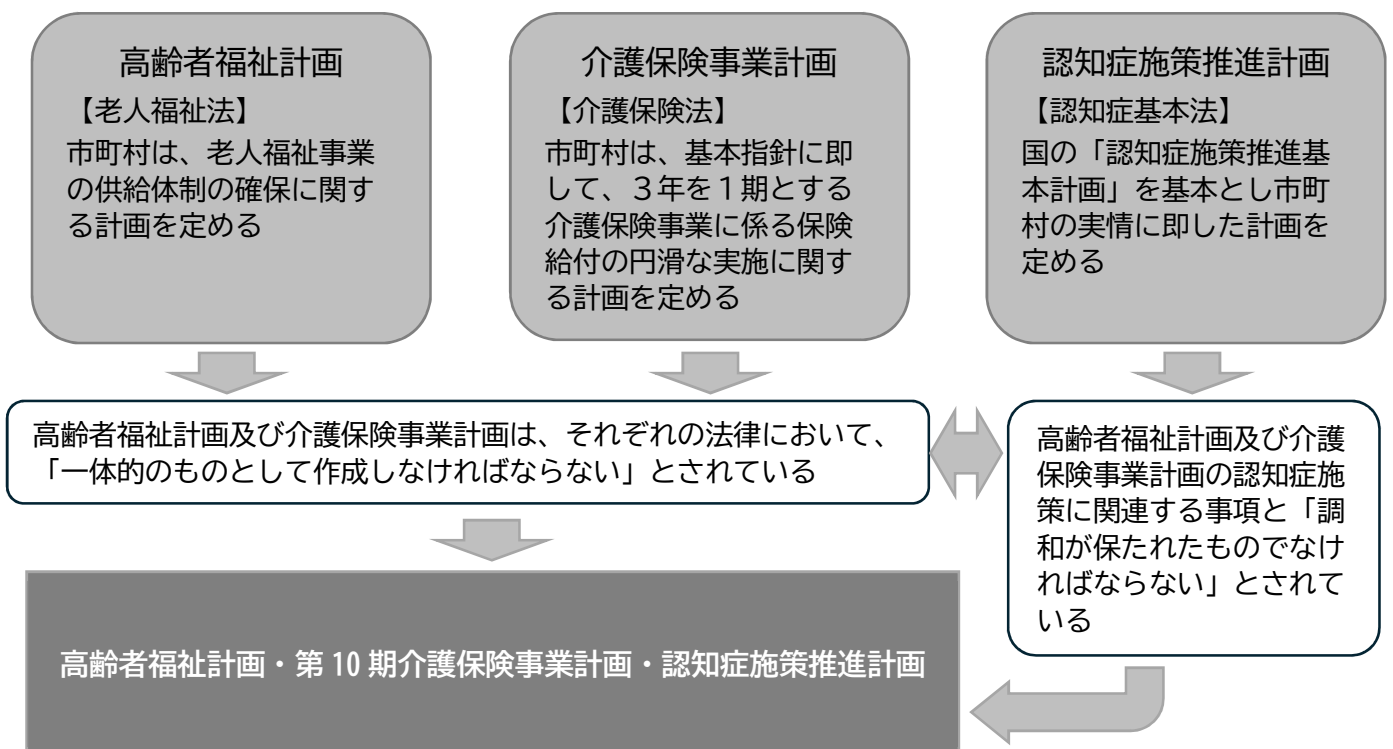 高齢者福祉計画
【老人福祉法】
市町村は、老人福祉事業
の供給体制の確保に関す
る計画を定める
介護保険事業計画
【介護保険法】
市町村は、基本指針に即
して、３年を１期とする
介護保険事業に係る保険
給付の円滑な実施に関す
る計画を定める
認知症施策推進計画
【認知症基本法】
国の「認知症施策推進基
本計画」を基本とし市町
村の実情に即した計画を
定める
高齢者福祉計画及び介護保険事業計画は、それぞれの法律において、
「一体的のものとして作成しなければならない」とされている
高齢者福祉計画及び介護
保険事業計画の認知症施
策に関連する事項と「調
和が保たれたものでなけ
ればならない」とされて
いる
高齢者福祉計画・第 10 期介護保険事業計画・認知症施策推進計画